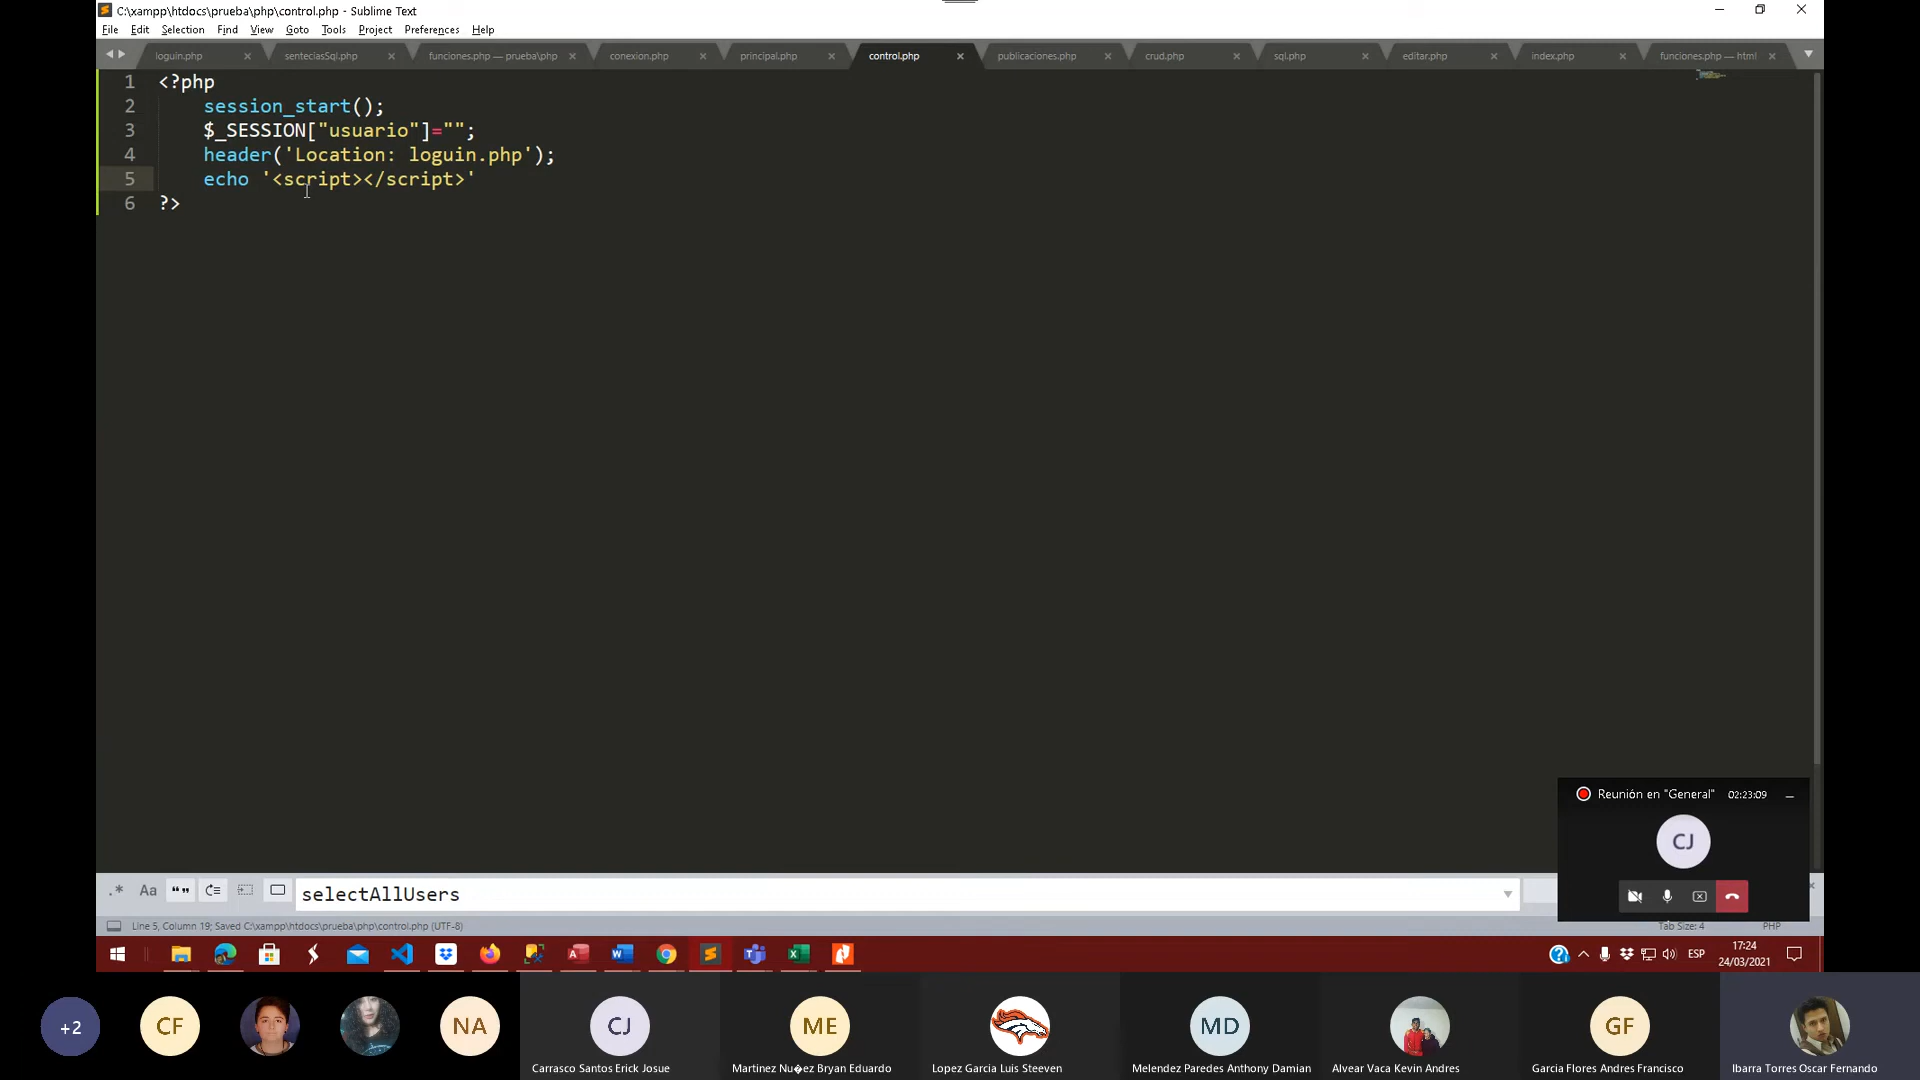 C:\xampp\htdocs\prueba\php\control.php - Sublime Text
File Edit Selection Find View Goto Tools Project Preferences Help
loguin.php senteciasSql.php funciones.php — prueba\php conexion.php principal.php control.php publicaciones.php crud.php sql.php editar.php index.php funciones.php — html
1 <?php
2 session_start();
3 $_SESSION["usuario"]="";
4 header('Location: loguin.php');
5 echo '<script></script>'
6 ?>
Reunión en "General" 02:23:09
CJ
.* Aa “” selectAllUsers
Line 5, Column 19; Saved C:\xampp\htdocs\prueba\php\control.php (UTF-8) Tab Size: 4 PHP
ESP 17:24
24/03/2021
+2 CF NA CJ ME MD GF
Carrasco Santos Erick Josue Martinez Nu�ez Bryan Eduardo Lopez Garcia Luis Steeven Melendez Paredes Anthony Damian Alvear Vaca Kevin Andres Garcia Flores Andres Francisco Ibarra Torres Oscar Fernando